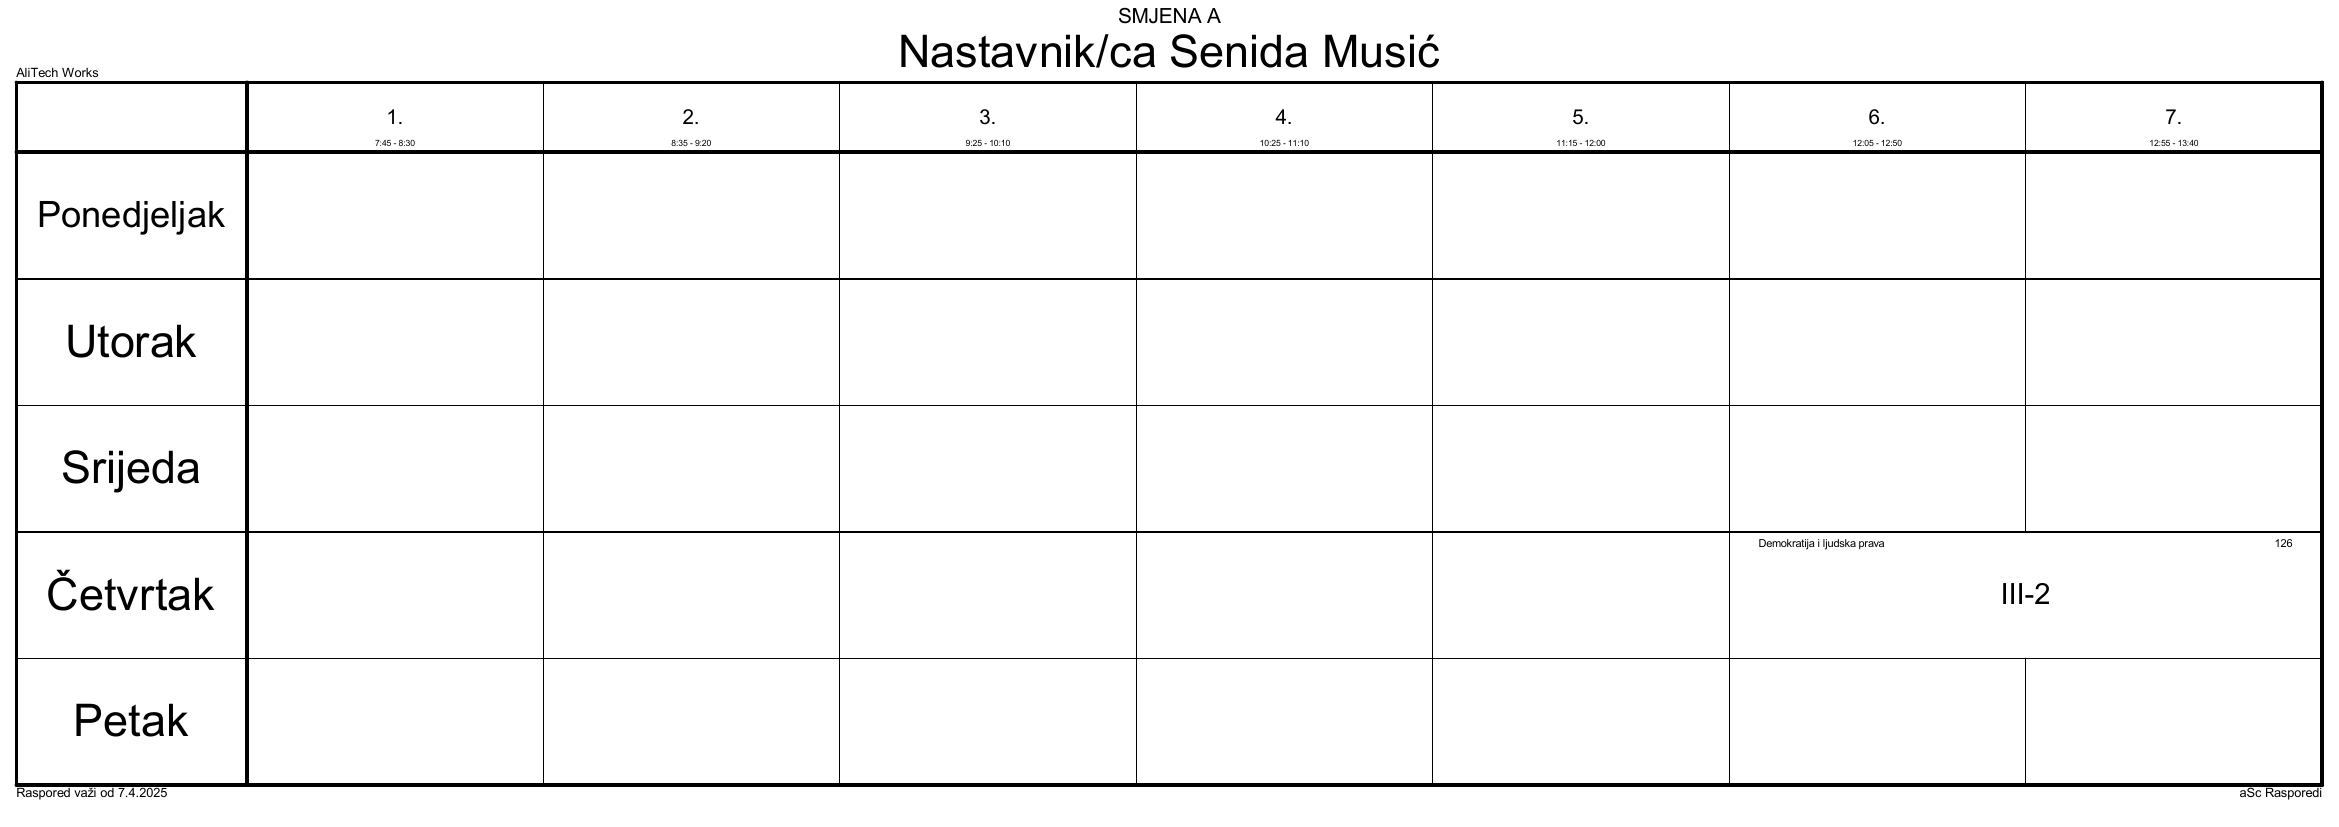 SMJENA A
Nastavnik/ca Senida Musić
AliTech Works
1. 2. 3. 4. 5. 6. 7.
7:45 - 8:30 8:35 - 9:20 9:25 - 10:10 10:25 - 11:10 11:15 - 12:00 12:05 - 12:50 12:55 - 13:40
Ponedjeljak
Utorak
Srijeda
Demokratija i ljudska prava 126
Četvrtak III-2
Petak
Raspored važi od 7.4.2025 aSc Rasporedi